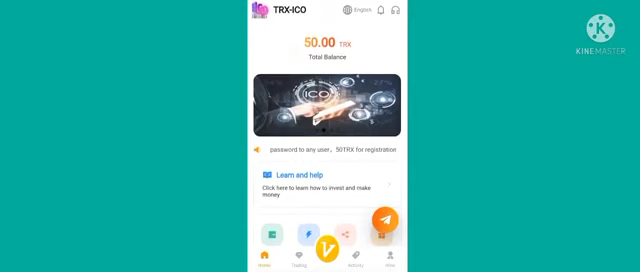 TRX-ICO
English
50.00 TRX
Total Balance
ICO
password to any user，50TRX for registration
Learn and help
Click here to learn how to invest and make
money
Home
Trading
Activity
Mine
KINEMASTER